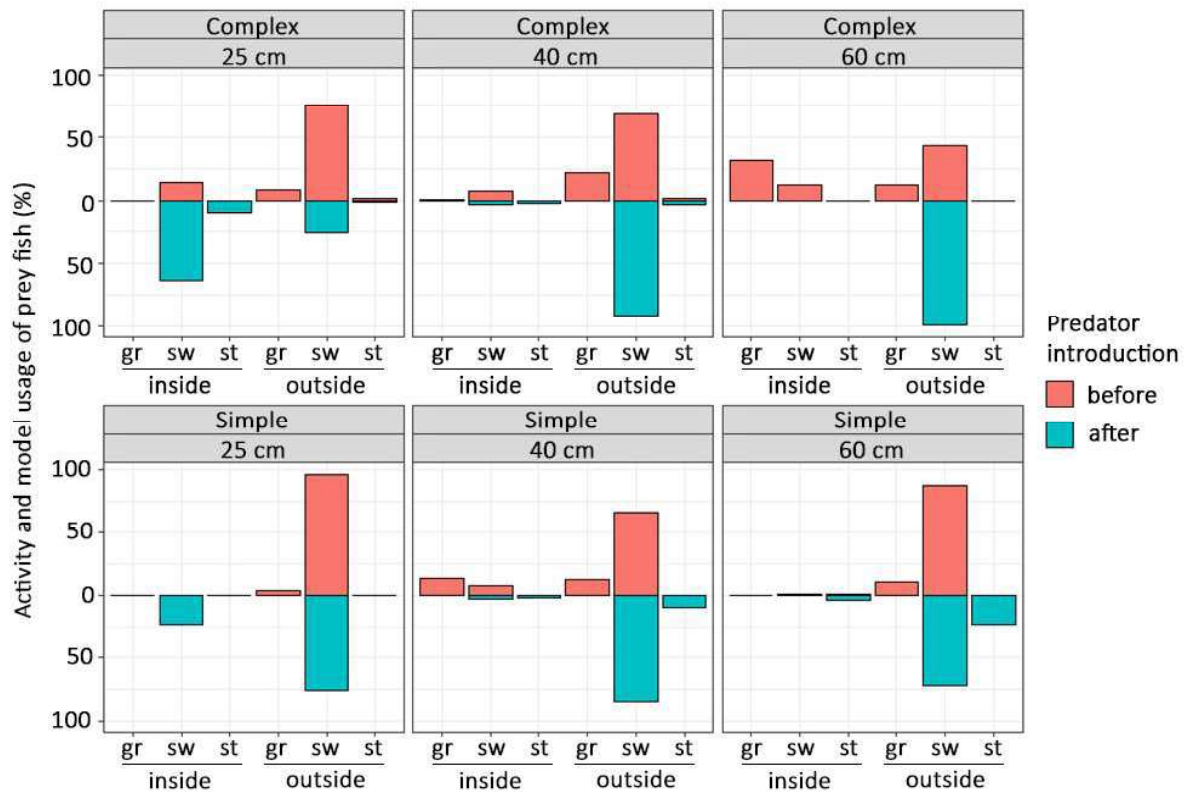 Complex Complex Complex
25 cm 40 cm 60 cm
100
50
0
50
100
gr sw st gr sw st gr sw st gr sw st gr sw st gr sw st
inside outside inside outside inside outside
Simple Simple Simple
25 cm 40 cm 60 cm
100
50
0
50
100
gr sw st gr sw st gr sw st gr sw st gr sw st gr sw st
inside outside inside outside inside outside
Activity and model usage of prey fish (%)
Predator
introduction
before
after